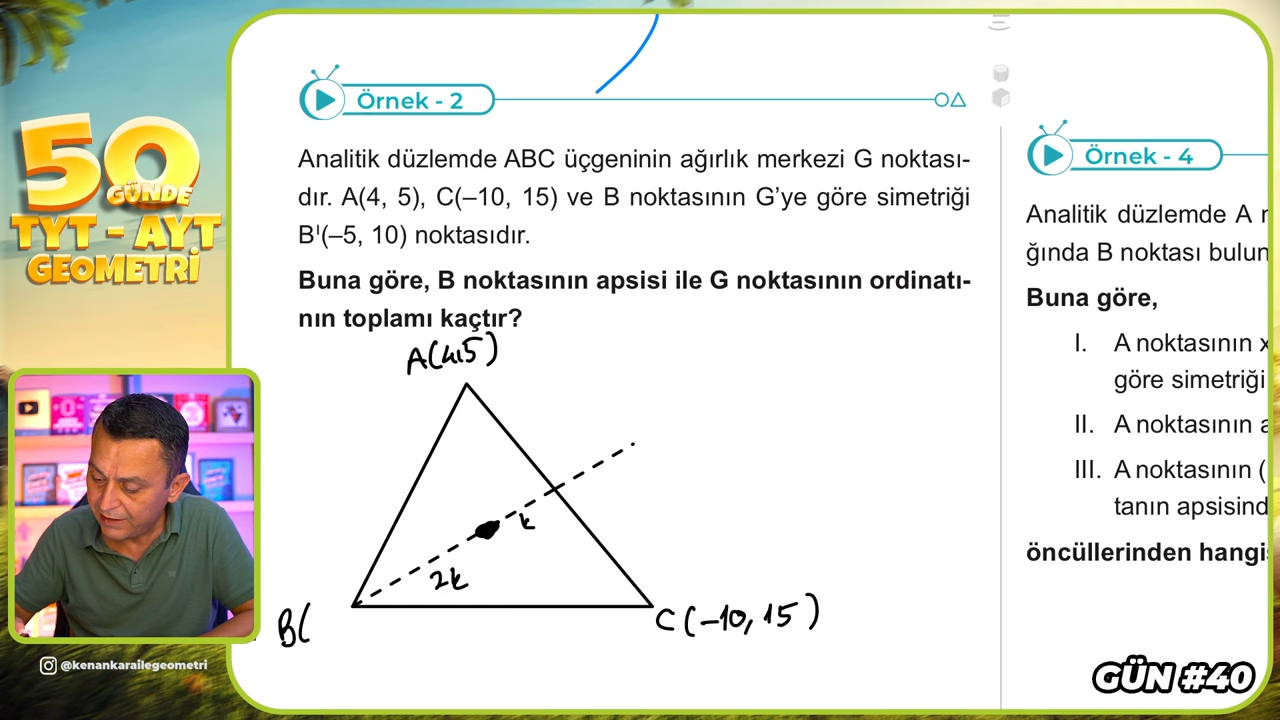 50
GÜNDE
TYT - AYT
GEOMETRİ
Örnek - 2
Analitik düzlemde ABC üçgeninin ağırlık merkezi G noktası-
dır. A(4, 5), C(–10, 15) ve B noktasının G'ye göre simetriği
Bᴵ(–5, 10) noktasıdır.
Buna göre, B noktasının apsisi ile G noktasının ordinatı-
nın toplamı kaçtır?
A(4,5)
k
2k
B(
C(-10, 15)
Örnek - 4
Analitik düzlemde A
ğında B noktası bulun
Buna göre,
I. A noktasının x
göre simetriği
II. A noktasının
III. A noktasının (
tanın apsisind
öncüllerinden hangi
@kenankarailegeometri
GÜN #40